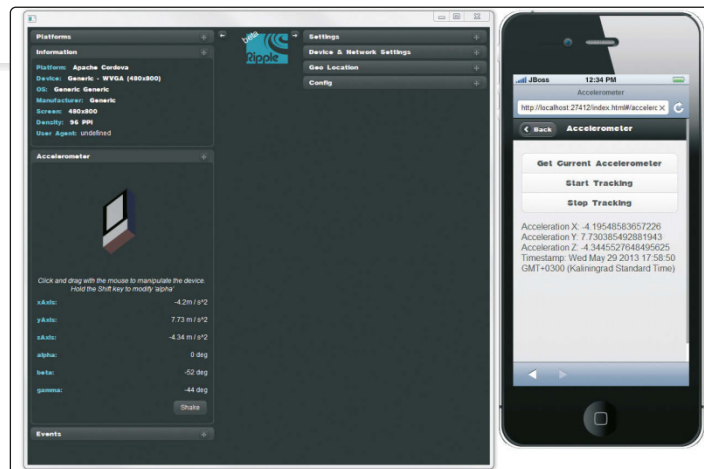 Platforms
Information
Platform: Apache Cordova
Device: Generic - WVGA (480x800)
OS: Generic Generic
Manufacturer: Generic
Screen: 480x800
Density: 96 PPI
User Agent: undefined
Accelerometer
Click and drag with the mouse to manipulate the device.
Hold the Shift key to modify 'alpha'
xAxis: -4.2m / s^2
yAxis: 7.73 m / s^2
zAxis: -4.34 m / s^2
alpha: 0 deg
beta: -52 deg
gamma: -44 deg
Shake
Events
beta
Ripple
Settings
Device & Network Settings
Geo Location
Config
JBoss 12:34 PM
Accelerometer
http://localhost:27412/index.html#/accelerc
Back Accelerometer
Get Current Accelerometer
Start Tracking
Stop Tracking
Acceleration X: -4.19548583657226
Acceleration Y: 7.730385492881943
Acceleration Z: -4.3445527648495625
Timestamp: Wed May 29 2013 17:58:50
GMT+0300 (Kaliningrad Standard Time)